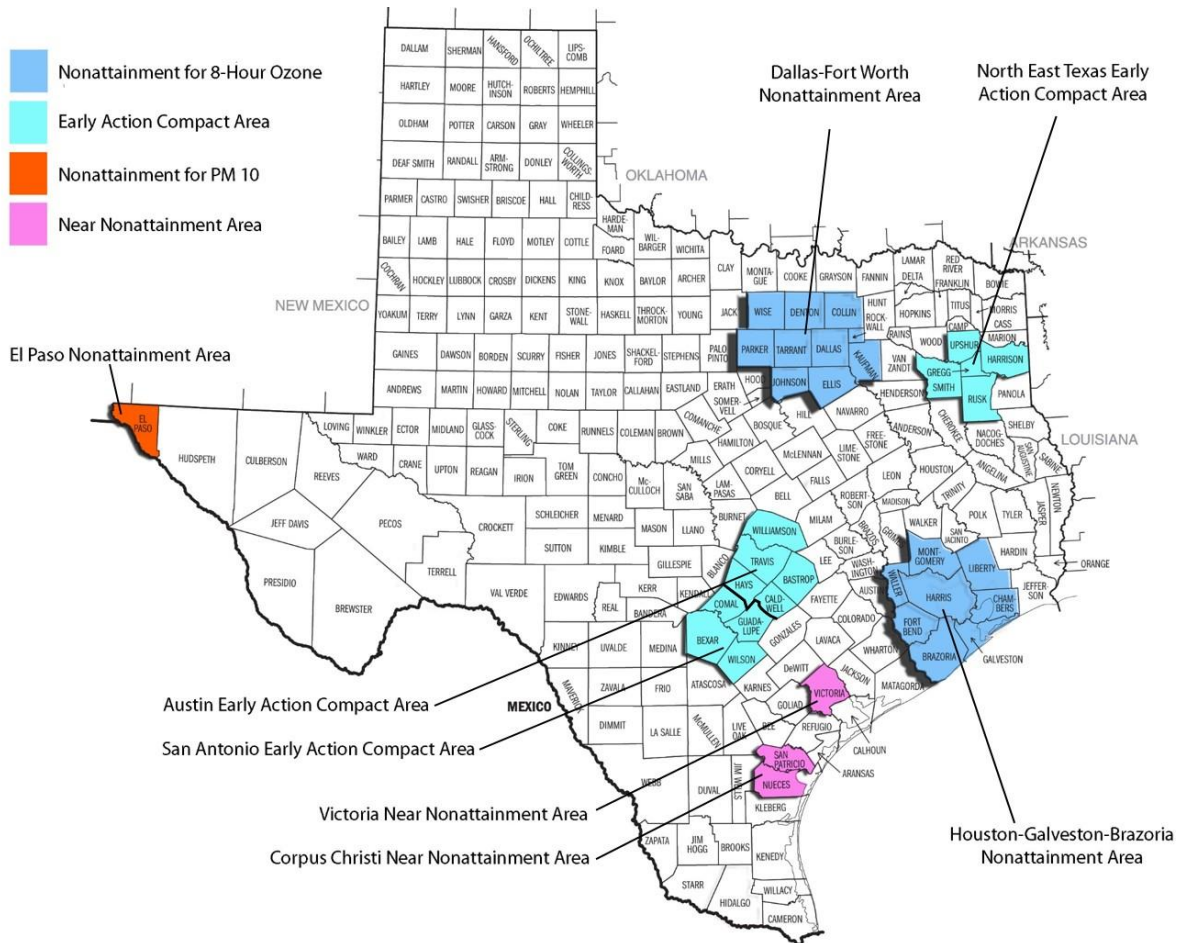 Nonattainment for 8-Hour Ozone
Early Action Compact Area
Nonattainment for PM 10
Near Nonattainment Area
Dallas-Fort Worth
Nonattainment Area
North East Texas Early
Action Compact Area
El Paso Nonattainment Area
Austin Early Action Compact Area
San Antonio Early Action Compact Area
Victoria Near Nonattainment Area
Corpus Christi Near Nonattainment Area
Houston-Galveston-Brazoria
Nonattainment Area
OKLAHOMA
ARKANSAS
NEW MEXICO
LOUISIANA
MEXICO
DALLAM
SHERMAN
HANSFORD
OCHILTREE
LIPS-
COMB
HARTLEY
MOORE
HUTCH-
INSON
ROBERTS
HEMPHILL
OLDHAM
POTTER
CARSON
GRAY
WHEELER
DEAF SMITH
RANDALL
ARM-
STRONG
DONLEY
COLLINGS-
WORTH
PARMER
CASTRO
SWISHER
BRISCOE
HALL
CHILD-
RESS
HARDE-
MAN
BAILEY
LAMB
HALE
FLOYD
MOTLEY
COTTLE
FOARD
WIL-
BARGER
WICHITA
CLAY
MONTA-
GUE
COOKE
GRAYSON
FANNIN
LAMAR
DELTA
RED
RIVER
FRANKLIN
BOWIE
COCHRAN
HOCKLEY
LUBBOCK
CROSBY
DICKENS
KING
KNOX
BAYLOR
ARCHER
JACK
WISE
DENTON
COLLIN
HUNT
ROCK-
WALL
HOPKINS
TITUS
MORRIS
CASS
CAMP
YOAKUM
TERRY
LYNN
GARZA
KENT
STONE-
WALL
HASKELL
THROCK-
MORTON
YOUNG
PALO
PINTO
PARKER
TARRANT
DALLAS
KAUFMAN
RAINS
WOOD
UPSHUR
MARION
HARRISON
GAINES
DAWSON
BORDEN
SCURRY
FISHER
JONES
SHACKEL-
FORD
STEPHENS
HOOD
JOHNSON
ELLIS
VAN
ZANDT
GREGG
SMITH
RUSK
PANOLA
ANDREWS
MARTIN
HOWARD
MITCHELL
NOLAN
TAYLOR
CALLAHAN
EASTLAND
ERATH
SOMER-
VELL
HILL
NAVARRO
HENDERSON
CHEROKEE
SHELBY
EL
PASO
HUDSPETH
CULBERSON
REEVES
LOVING
WINKLER
ECTOR
MIDLAND
GLASS-
COCK
STERLING
COKE
RUNNELS
COLEMAN
BROWN
COMANCHE
BOSQUE
FREE-
STONE
ANDERSON
NACOG-
DOCHES
SAN
AUGUSTINE
SABINE
WARD
CRANE
UPTON
REAGAN
IRION
TOM
GREEN
CONCHO
Mc-
CULLOCH
SAN
SABA
MILLS
HAMILTON
LAM-
PASAS
CORYELL
McLENNAN
LIME-
STONE
FALLS
LEON
HOUSTON
ANGELINA
TRINITY
JEFF DAVIS
PECOS
CROCKETT
SCHLEICHER
MENARD
MASON
LLANO
BURNET
BELL
MILAM
ROBERT-
SON
MADISON
WALKER
SAN
JACINTO
POLK
TYLER
JASPER
NEWTON
PRESIDIO
BREWSTER
TERRELL
VAL VERDE
SUTTON
KIMBLE
GILLESPIE
BLANCO
WILLIAMSON
TRAVIS
HAYS
BASTROP
LEE
BURLE-
SON
BRAZOS
GRIMES
WASH-
INGTON
MONT-
GOMERY
LIBERTY
HARDIN
ORANGE
JEFFER-
SON
EDWARDS
REAL
KERR
BANDERA
KENDALL
COMAL
CALD-
WELL
GUADA-
LUPE
FAYETTE
AUSTIN
WALLER
HARRIS
CHAM-
BERS
FORT
BEND
BRAZORIA
GALVESTON
KINNEY
UVALDE
MEDINA
BEXAR
WILSON
GONZALES
LAVACA
COLORADO
WHARTON
MATAGORDA
MAVERICK
ZAVALA
FRIO
ATASCOSA
KARNES
DeWITT
JACKSON
VICTORIA
GOLIAD
CALHOUN
DIMMIT
LA SALLE
McMULLEN
LIVE
OAK
BEE
REFUGIO
ARANSAS
WEBB
DUVAL
JIM WELLS
SAN
PATRICIO
NUECES
KLEBERG
ZAPATA
JIM
HOGG
BROOKS
KENEDY
STARR
HIDALGO
WILLACY
CAMERON